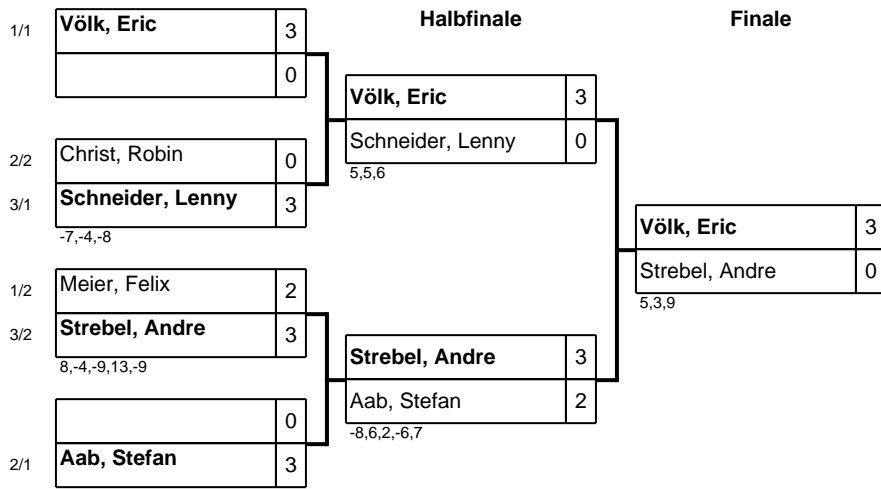 Halbfinale
Finale
1/1 Völk, Eric 3
0
2/2 Christ, Robin 0
3/1 Schneider, Lenny 3
-7,-4,-8
1/2 Meier, Felix 2
3/2 Strebel, Andre 3
8,-4,-9,13,-9
0
2/1 Aab, Stefan 3
Völk, Eric 3
Schneider, Lenny 0
5,5,6
Strebel, Andre 3
Aab, Stefan 2
-8,6,2,-6,7
Völk, Eric 3
Strebel, Andre 0
5,3,9